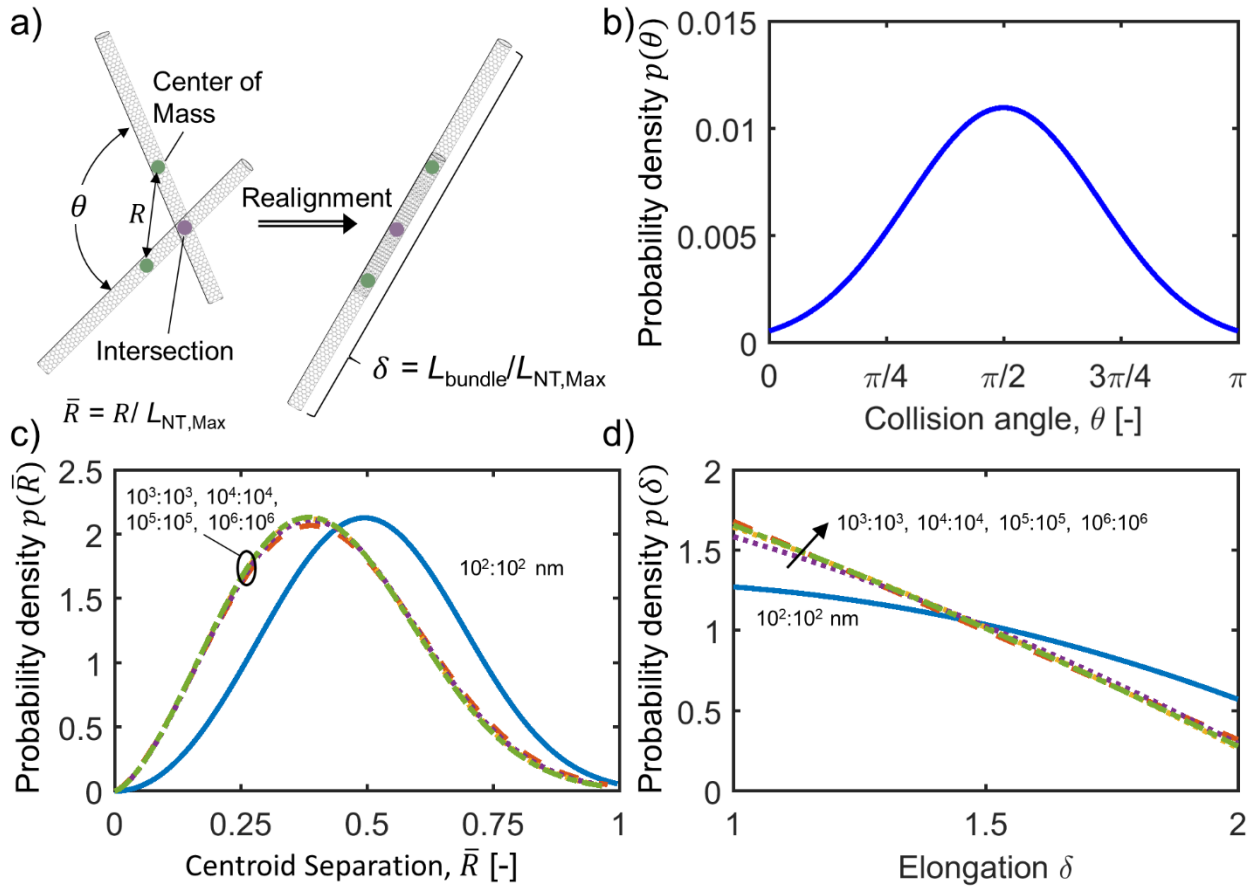 a)
Center of
Mass
θ
R
Realignment
Intersection
δ = L_bundle/L_NT,Max
R̄ = R/ L_NT,Max
b)
Probability density p(θ)
0.015
0.01
0.005
0
0
π/4
π/2
3π/4
π
Collision angle, θ [-]
c)
Probability density p(R̄)
2.5
2
1.5
1
0.5
0
10³:10³, 10⁴:10⁴,
10⁵:10⁵, 10⁶:10⁶
10²:10² nm
0
0.25
0.5
0.75
1
Centroid Separation, R̄ [-]
d)
Probability density p(δ)
2
1.5
1
0.5
0
10³:10³, 10⁴:10⁴, 10⁵:10⁵, 10⁶:10⁶
10²:10² nm
1
1.5
2
Elongation δ